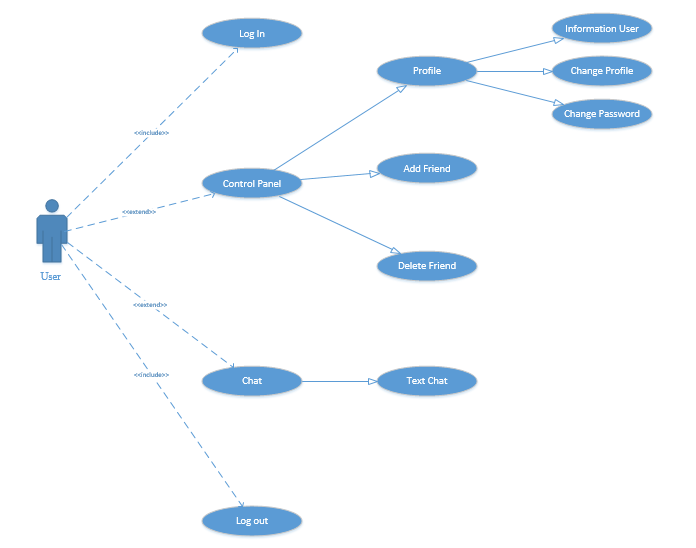 Log In
Information User
Profile
Change Profile
Change Password
<<include>>
Add Friend
Control Panel
<<extend>>
Delete Friend
User
<<extend>>
<<include>>
Chat
Text Chat
Log out